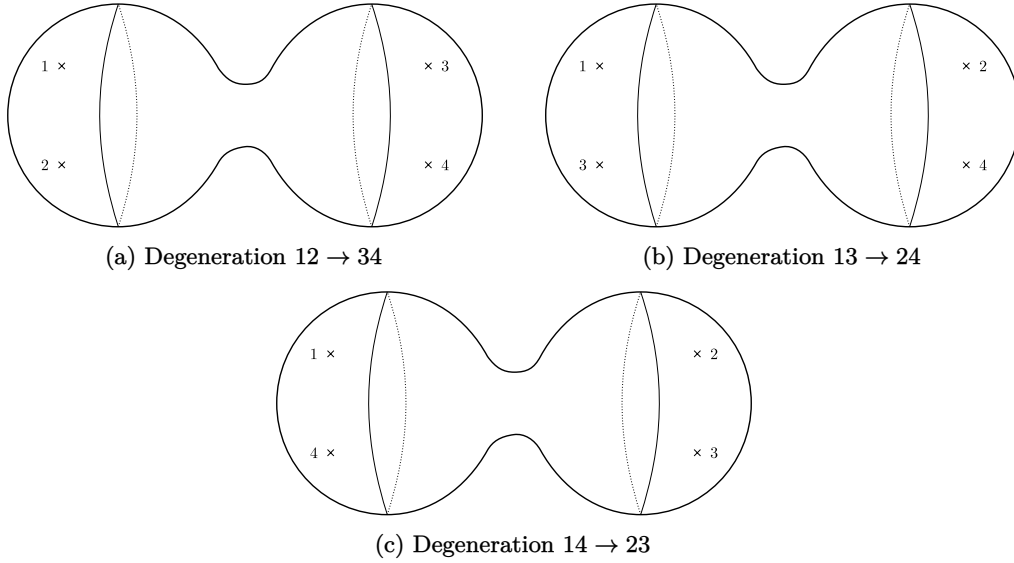 1 × × 3
2 × × 4
(a) Degeneration 12 → 34
1 × × 2
3 × × 4
(b) Degeneration 13 → 24
1 × × 2
4 × × 3
(c) Degeneration 14 → 23